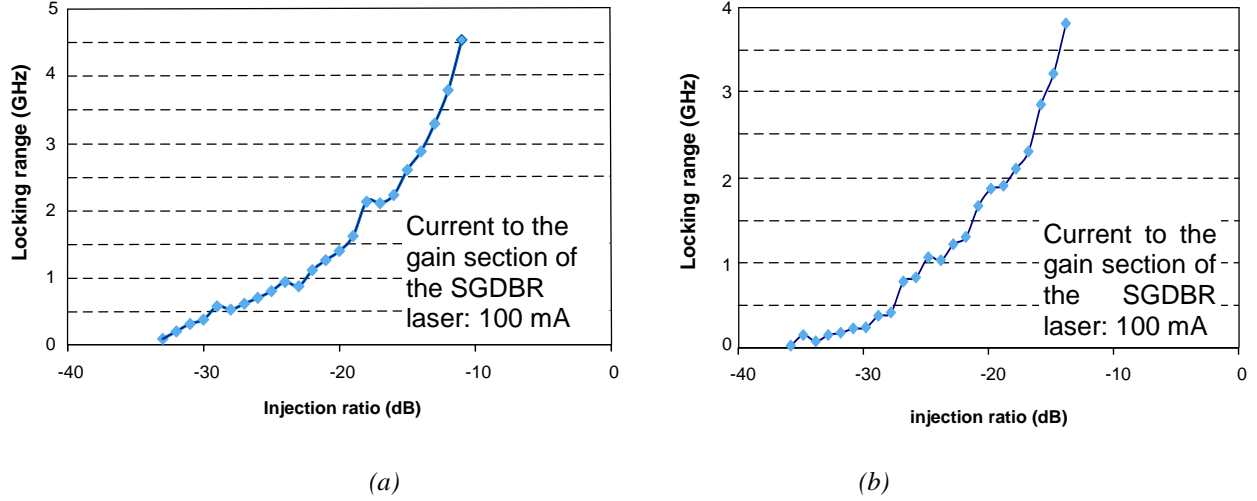 5
4
3
2
1
0
-40
-30
-20
-10
0
Locking range (GHz)
Injection ratio (dB)
Current to the
gain section of
the SGDBR
laser: 100 mA
(a)
4
3
2
1
0
-40
-30
-20
-10
0
Locking range (GHz)
injection ratio (dB)
Current to the
gain section of
the SGDBR
laser: 100 mA
(b)